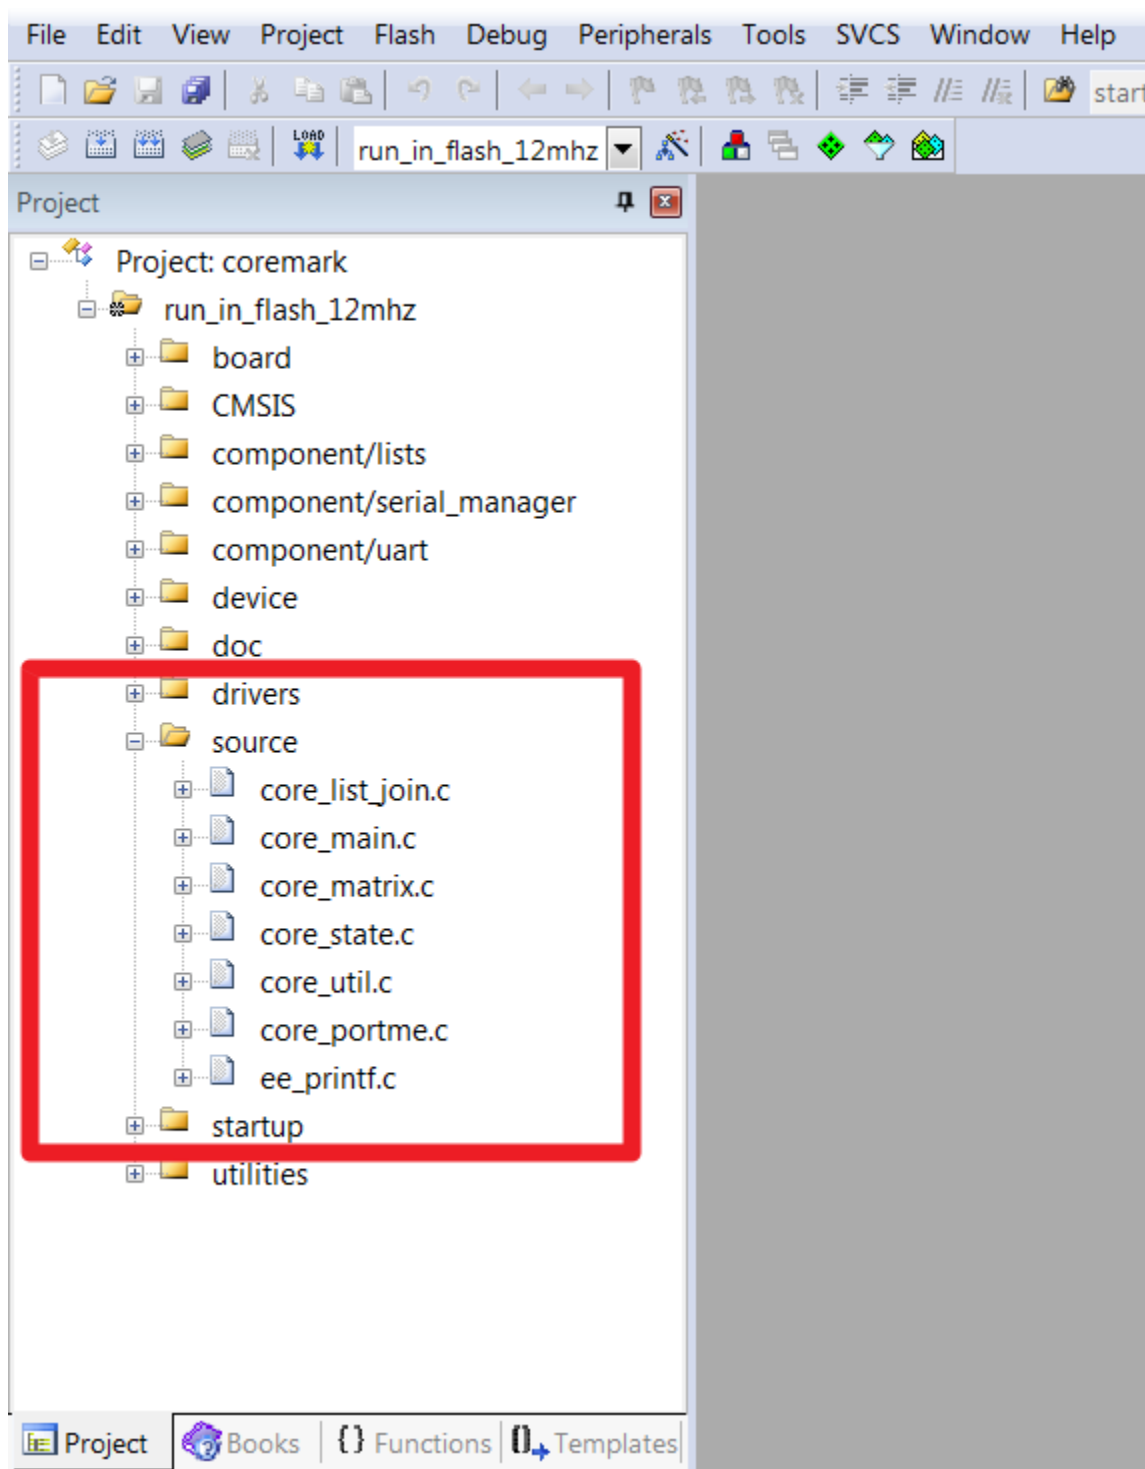 File Edit View Project Flash Debug Peripherals Tools SVCS Window Help
start
LOAD run_in_flash_12mhz
Project
Project: coremark
run_in_flash_12mhz
board
CMSIS
component/lists
component/serial_manager
component/uart
device
doc
drivers
source
core_list_join.c
core_main.c
core_matrix.c
core_state.c
core_util.c
core_portme.c
ee_printf.c
startup
utilities
Project Books {} Functions Templates